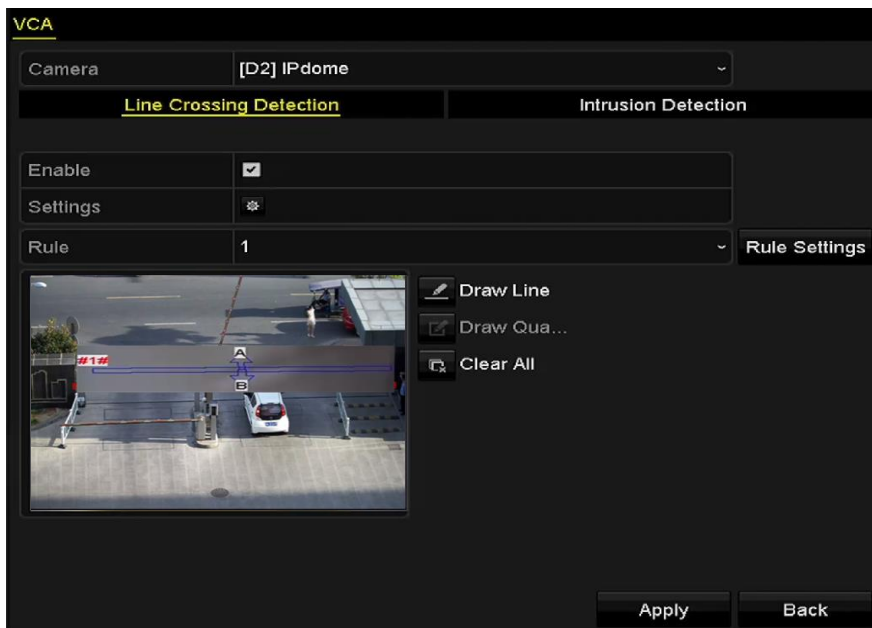 VCA
Camera [D2] IPdome
Line Crossing Detection Intrusion Detection
Enable
Settings
Rule 1 Rule Settings
Draw Line
Draw Qua...
Clear All
#1#
A
B
Apply Back